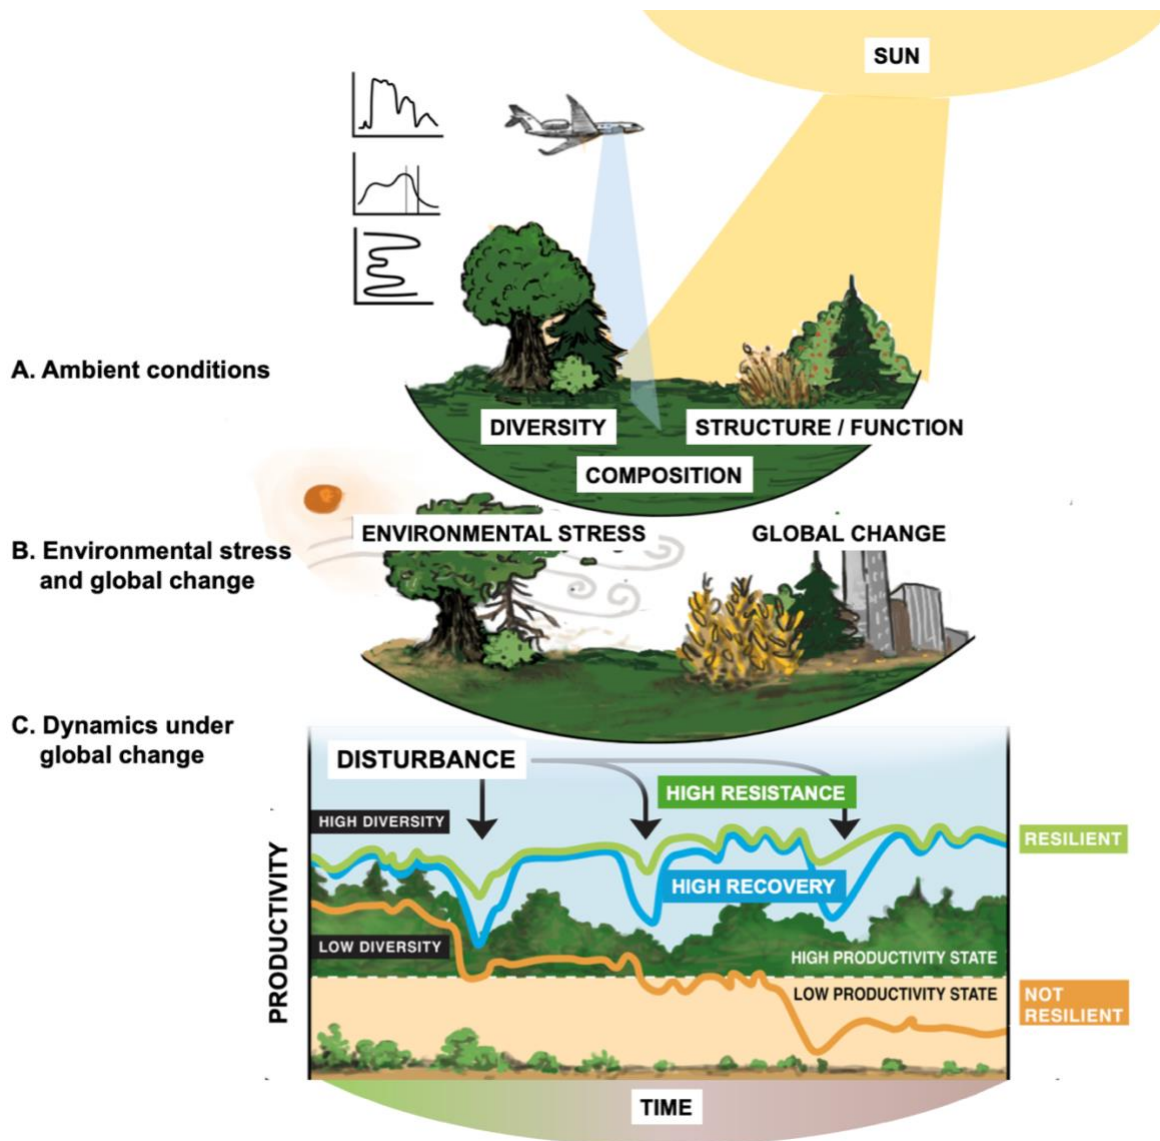 SUN
A. Ambient conditions
DIVERSITY
STRUCTURE / FUNCTION
COMPOSITION
ENVIRONMENTAL STRESS
GLOBAL CHANGE
B. Environmental stress
and global change
C. Dynamics under
global change
DISTURBANCE
HIGH RESISTANCE
HIGH DIVERSITY
RESILIENT
HIGH RECOVERY
LOW DIVERSITY
HIGH PRODUCTIVITY STATE
LOW PRODUCTIVITY STATE
NOT
RESILIENT
PRODUCTIVITY
TIME